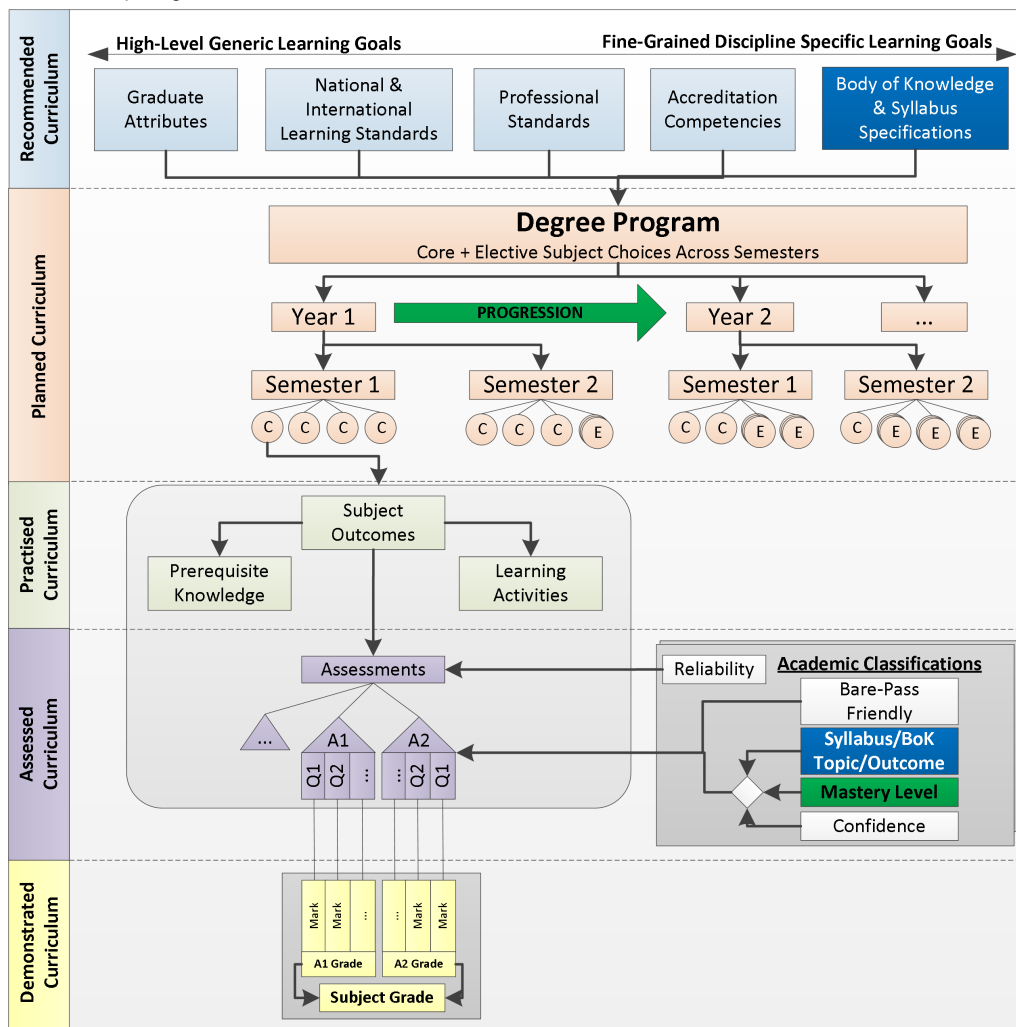 Recommended
Curriculum
High-Level Generic Learning Goals
Fine-Grained Discipline Specific Learning Goals
Graduate
Attributes
National &
International
Learning Standards
Professional
Standards
Accreditation
Competencies
Body of Knowledge
& Syllabus
Specifications
Planned Curriculum
Degree Program
Core + Elective Subject Choices Across Semesters
Year 1
PROGRESSION
Year 2
...
Semester 1
Semester 2
Semester 1
Semester 2
C C C C
C C C E
C C E E
C E E E
Practised
Curriculum
Subject
Outcomes
Prerequisite
Knowledge
Learning
Activities
Assessed
Curriculum
Assessments
...
A1
A2
Q1 Q2 ...
... Q2 Q1
Academic Classifications
Reliability
Bare-Pass
Friendly
Syllabus/BoK
Topic/Outcome
Mastery Level
Confidence
Demonstrated
Curriculum
Mark Mark ...
... Mark Mark
A1 Grade
A2 Grade
Subject Grade